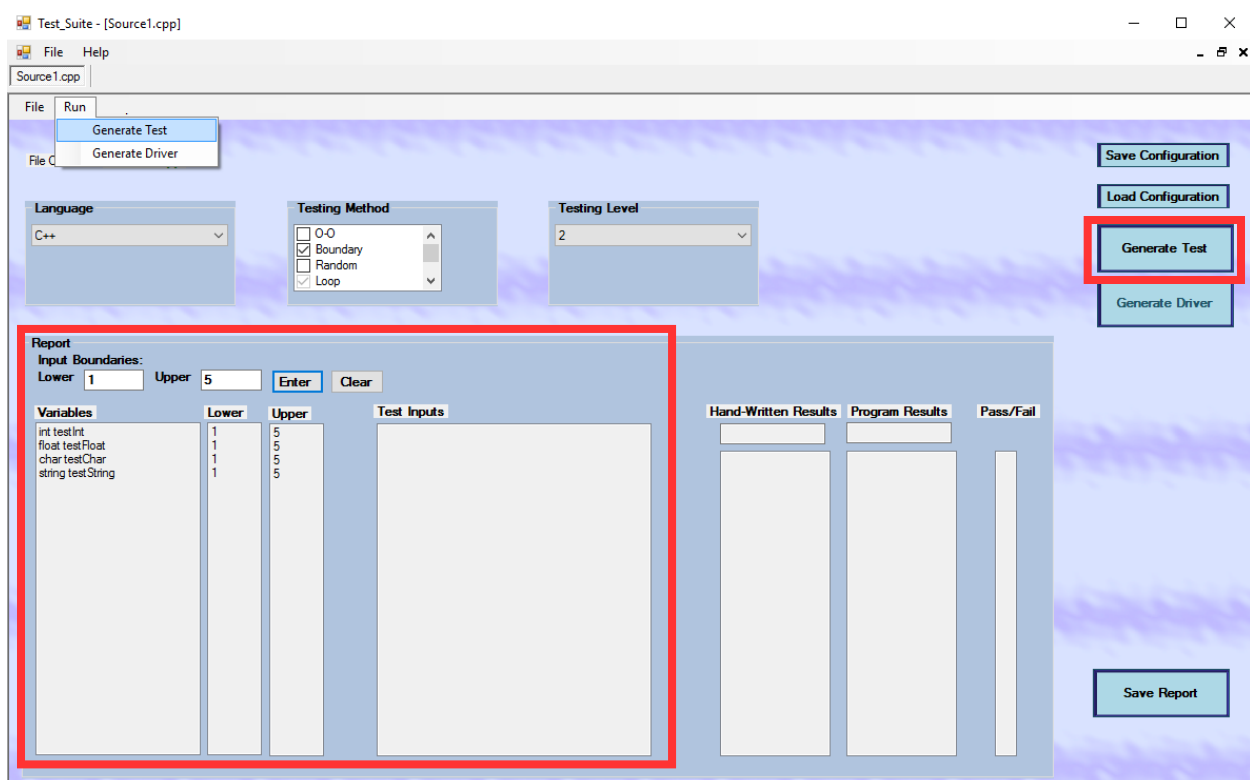 Test_Suite - [Source1.cpp]
File Help
Source1.cpp
File Run
Generate Test
Generate Driver
File
Save Configuration
Load Configuration
Generate Test
Generate Driver
Language
C++
Testing Method
O-O
Boundary
Random
Loop
Testing Level
2
Report
Input Boundaries:
Lower 1 Upper 5 Enter Clear
Variables Lower Upper Test Inputs Hand-Written Results Program Results Pass/Fail
int testInt 1 5
float testFloat 1 5
char testChar 1 5
string testString 1 5
Save Report